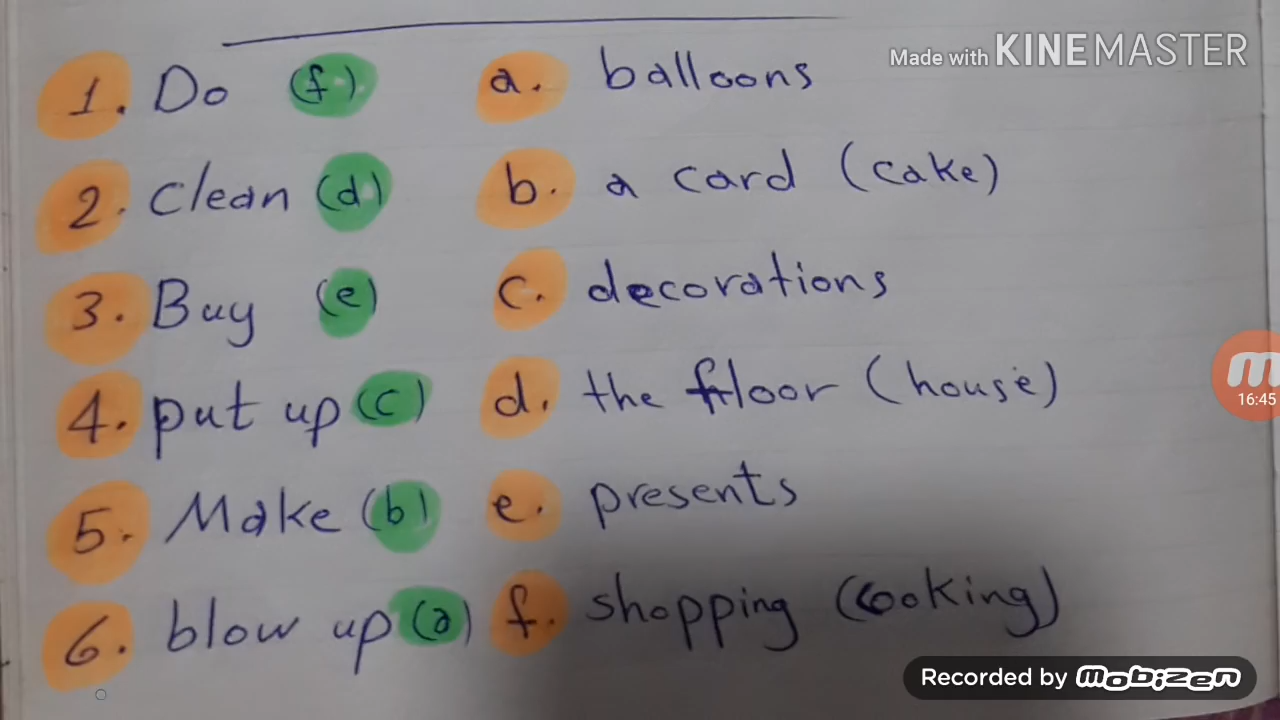 Made with KINEMASTER
1. Do (f) a. balloons
2. Clean (d) b. a card (cake)
3. Buy (e) c. decorations
4. put up (c) d. the floor (house)
5. Make (b) e. presents
6. blow up (a) f. shopping (cooking)
16:45
Recorded by MOBIZEN